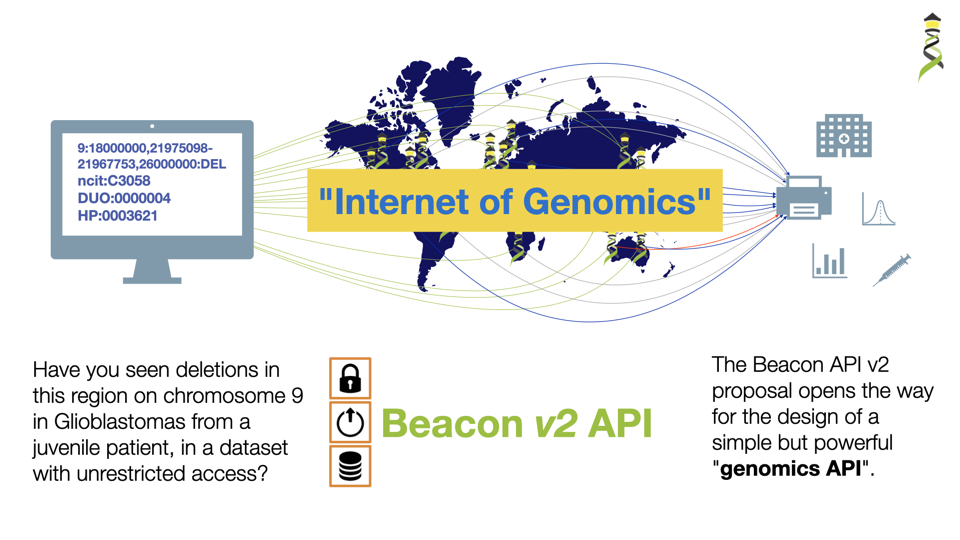 9:18000000,21975098-
21967753,26000000:DEL
ncit:C3058
DUO:0000004
HP:0003621
"Internet of Genomics"
Have you seen deletions in
this region on chromosome 9
in Glioblastomas from a
juvenile patient, in a dataset
with unrestricted access?
Beacon v2 API
The Beacon API v2
proposal opens the way
for the design of a
simple but powerful
"genomics API".